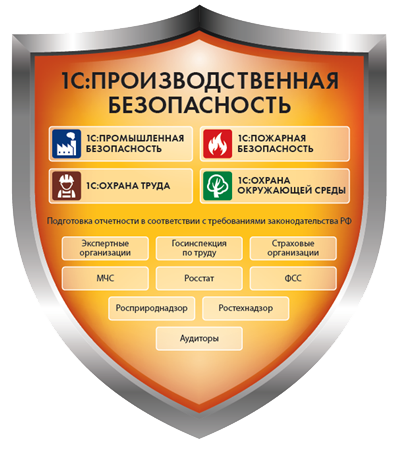 1С:ПРОИЗВОДСТВЕННАЯ
БЕЗОПАСНОСТЬ
1С:ПРОМЫШЛЕННАЯ
БЕЗОПАСНОСТЬ
1С:ПОЖАРНАЯ
БЕЗОПАСНОСТЬ
1С:ОХРАНА ТРУДА
1С:ОХРАНА
ОКРУЖАЮЩЕЙ СРЕДЫ
Подготовка отчетности в соответствии с требованиями законодательства РФ
Экспертные
организации
Госинспекция
по труду
Страховые
организации
МЧС
Росстат
ФСС
Росприроднадзор
Ростехнадзор
Аудиторы